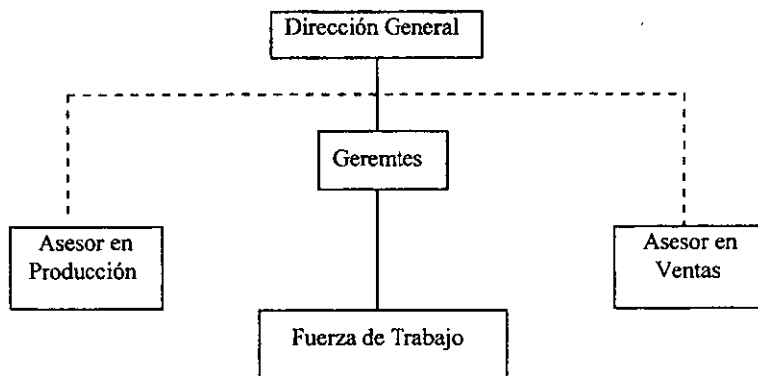 Dirección General
Geremtes
Asesor en
Producción
Asesor en
Ventas
Fuerza de Trabajo